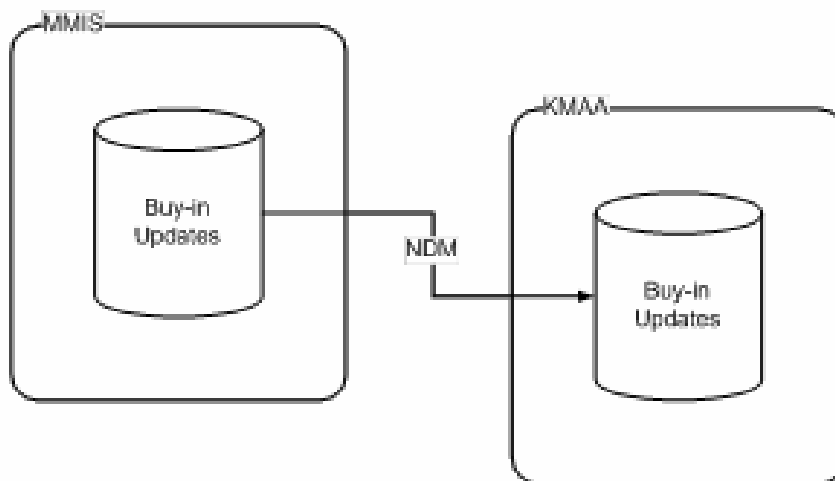 MMIS
Buy-in
Updates
NDM
KMAA
Buy-in
Updates